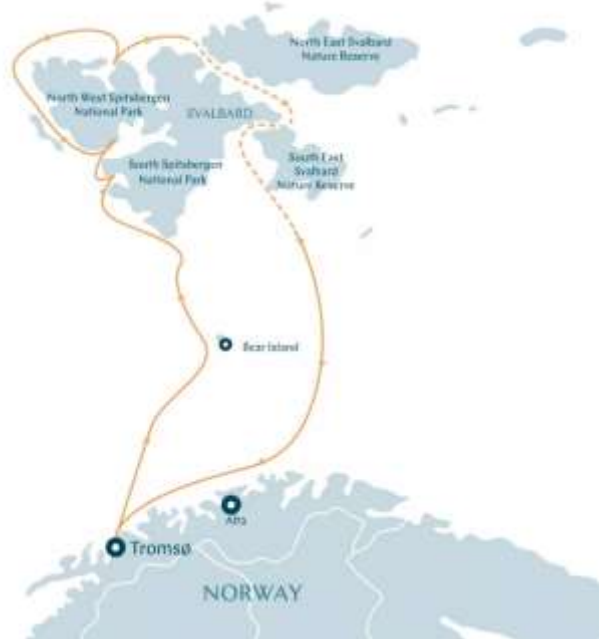 North East Svalbard
Nature Reserve
North West Spitsbergen
National Park
SVALBARD
South Spitsbergen
National Park
South East
Svalbard
Nature Reserve
Bear Island
Alta
Tromsø
NORWAY